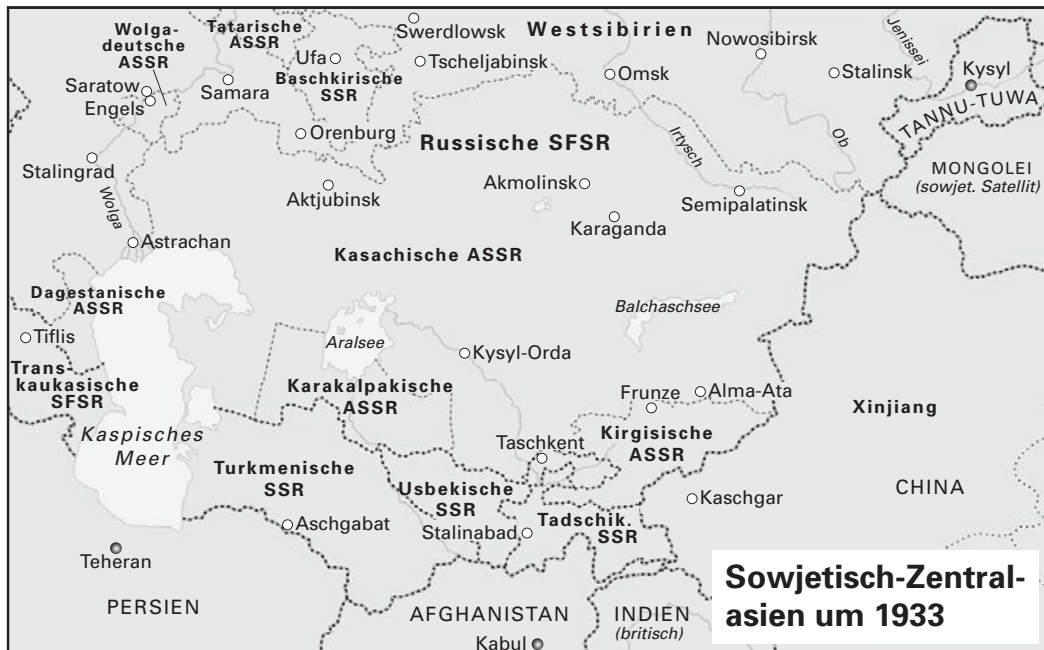 Tatarische
ASSR
Swerdlowsk
Westsibirien
Nowosibirsk
Jenissei
Wolga-
deutsche
ASSR
Ufa
Tscheljabinsk
Omsk
Stalinsk
Kysyl
Saratow
Samara
Baschkirische
SSR
Engels
TANNU-TUWA
Orenburg
Russische SFSR
Irtysch
Ob
Stalingrad
Wolga
Aktjubinsk
Akmolinsk
Semipalatinsk
MONGOLEI
(sowjet. Satellit)
Karaganda
Astrachan
Kasachische ASSR
Dagestanische
ASSR
Balchaschsee
Tiflis
Aralsee
Kysyl-Orda
Trans-
kaukasische
SFSR
Karakalpakische
ASSR
Frunze
Alma-Ata
Xinjiang
Kaspisches
Meer
Taschkent
Kirgisische
ASSR
Turkmenische
SSR
Usbekische
SSR
Kaschgar
CHINA
Aschgabat
Stalinabad
Tadschik.
SSR
Teheran
PERSIEN
AFGHANISTAN
Kabul
INDIEN
(britisch)
Sowjetisch-Zentral-
asien um 1933